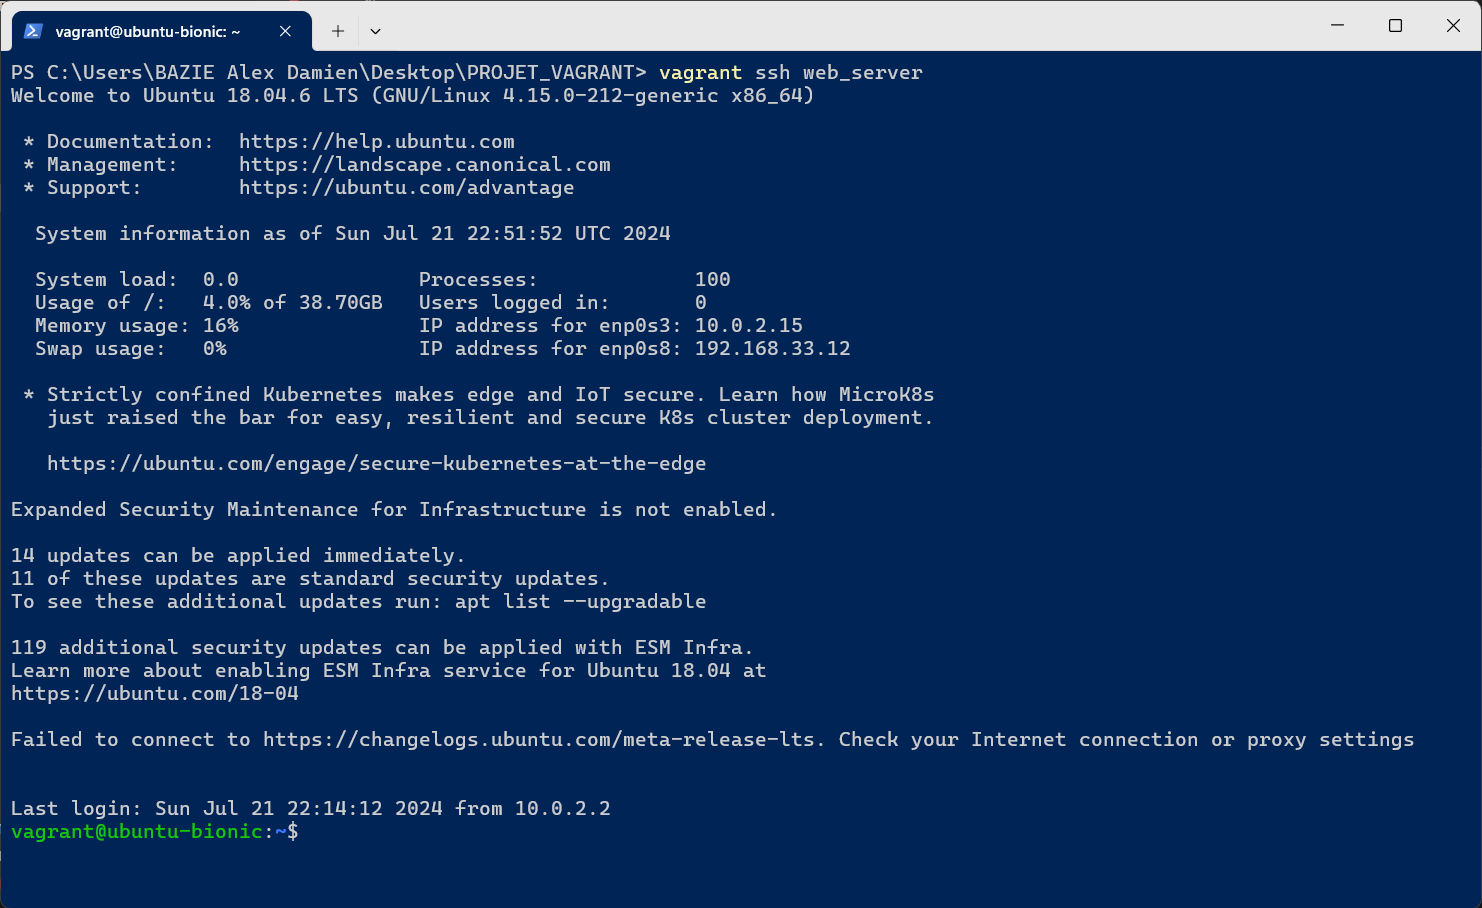 vagrant@ubuntu-bionic: ~
PS C:\Users\BAZIE Alex Damien\Desktop\PROJET_VAGRANT> vagrant ssh web_server
Welcome to Ubuntu 18.04.6 LTS (GNU/Linux 4.15.0-212-generic x86_64)
* Documentation:  https://help.ubuntu.com
* Management:     https://landscape.canonical.com
* Support:        https://ubuntu.com/advantage
System information as of Sun Jul 21 22:51:52 UTC 2024
System load:  0.0               Processes:             100
Usage of /:   4.0% of 38.70GB   Users logged in:       0
Memory usage: 16%               IP address for enp0s3: 10.0.2.15
Swap usage:   0%                IP address for enp0s8: 192.168.33.12
* Strictly confined Kubernetes makes edge and IoT secure. Learn how MicroK8s
just raised the bar for easy, resilient and secure K8s cluster deployment.
https://ubuntu.com/engage/secure-kubernetes-at-the-edge
Expanded Security Maintenance for Infrastructure is not enabled.
14 updates can be applied immediately.
11 of these updates are standard security updates.
To see these additional updates run: apt list --upgradable
119 additional security updates can be applied with ESM Infra.
Learn more about enabling ESM Infra service for Ubuntu 18.04 at
https://ubuntu.com/18-04
Failed to connect to https://changelogs.ubuntu.com/meta-release-lts. Check your Internet connection or proxy settings
Last login: Sun Jul 21 22:14:12 2024 from 10.0.2.2
vagrant@ubuntu-bionic:~$